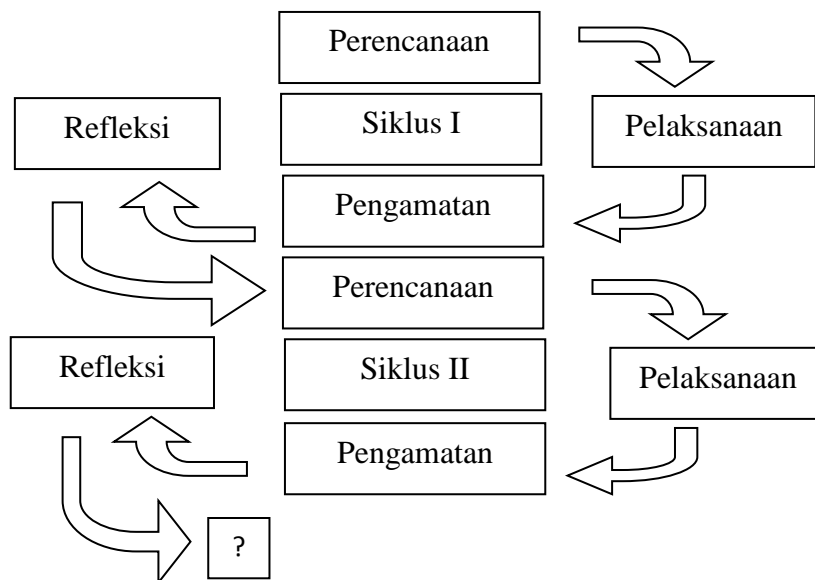 Perencanaan
Refleksi
Siklus I
Pelaksanaan
Pengamatan
Perencanaan
Refleksi
Siklus II
Pelaksanaan
Pengamatan
?